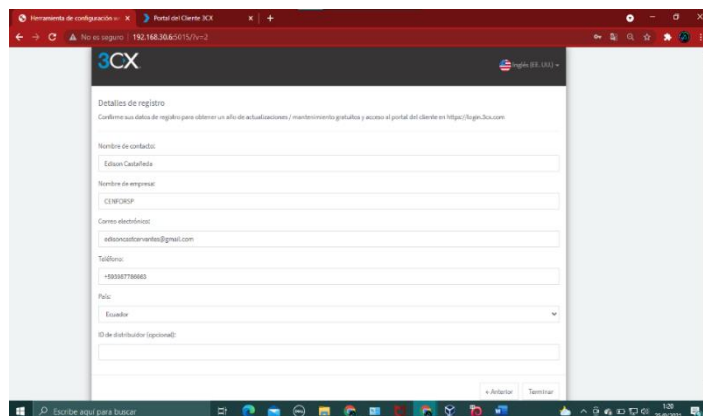 Herramienta de configuración
Portal del Cliente 3CX
No es seguro | 192.168.30.6:5015/?v=2
3CX
Inglés (EE. UU.)
Detalles de registro
Confirme sus datos de registro para obtener un año de actualizaciones / mantenimiento gratuitos y acceso al portal del cliente en https://login.3cx.com
Nombre de contacto:
Edison Castañeda
Nombre de empresa:
CENFORSP
Correo electrónico:
edisoncastcervantes@gmail.com
Teléfono:
País:
Ecuador
ID de distribuidor (opcional):
« Anterior
Terminar
Escribe aquí para buscar